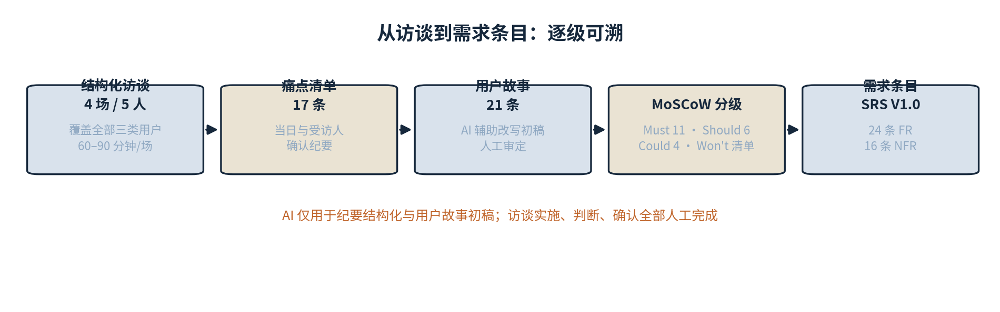 从访谈到需求条目：逐级可溯
结构化访谈
4 场 / 5 人
覆盖全部三类用户
60–90 分钟/场
痛点清单
17 条
当日与受访人
确认纪要
用户故事
21 条
AI 辅助改写初稿
人工审定
MoSCoW 分级
Must 11 · Should 6
Could 4 · Won't 清单
需求条目
SRS V1.0
24 条 FR
16 条 NFR
AI 仅用于纪要结构化与用户故事初稿；访谈实施、判断、确认全部人工完成